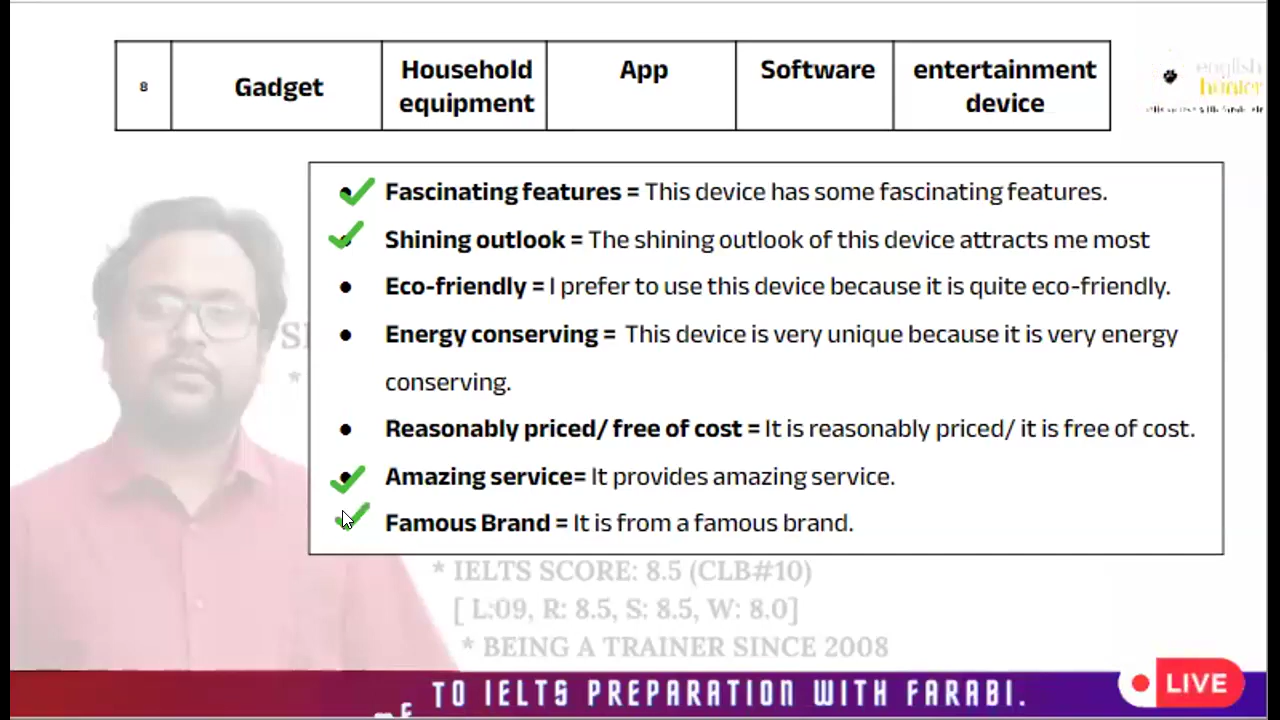 8
Gadget
Household equipment
App
Software
entertainment device
english
hunter
Fascinating features = This device has some fascinating features.
Shining outlook = The shining outlook of this device attracts me most
Eco-friendly = I prefer to use this device because it is quite eco-friendly.
Energy conserving = This device is very unique because it is very energy
conserving.
Reasonably priced/ free of cost = It is reasonably priced/ it is free of cost.
Amazing service= It provides amazing service.
Famous Brand = It is from a famous brand.
* IELTS SCORE: 8.5 (CLB#10)
[ L:09, R: 8.5, S: 8.5, W: 8.0]
* BEING A TRAINER SINCE 2008
TO IELTS PREPARATION WITH FARABI.
LIVE